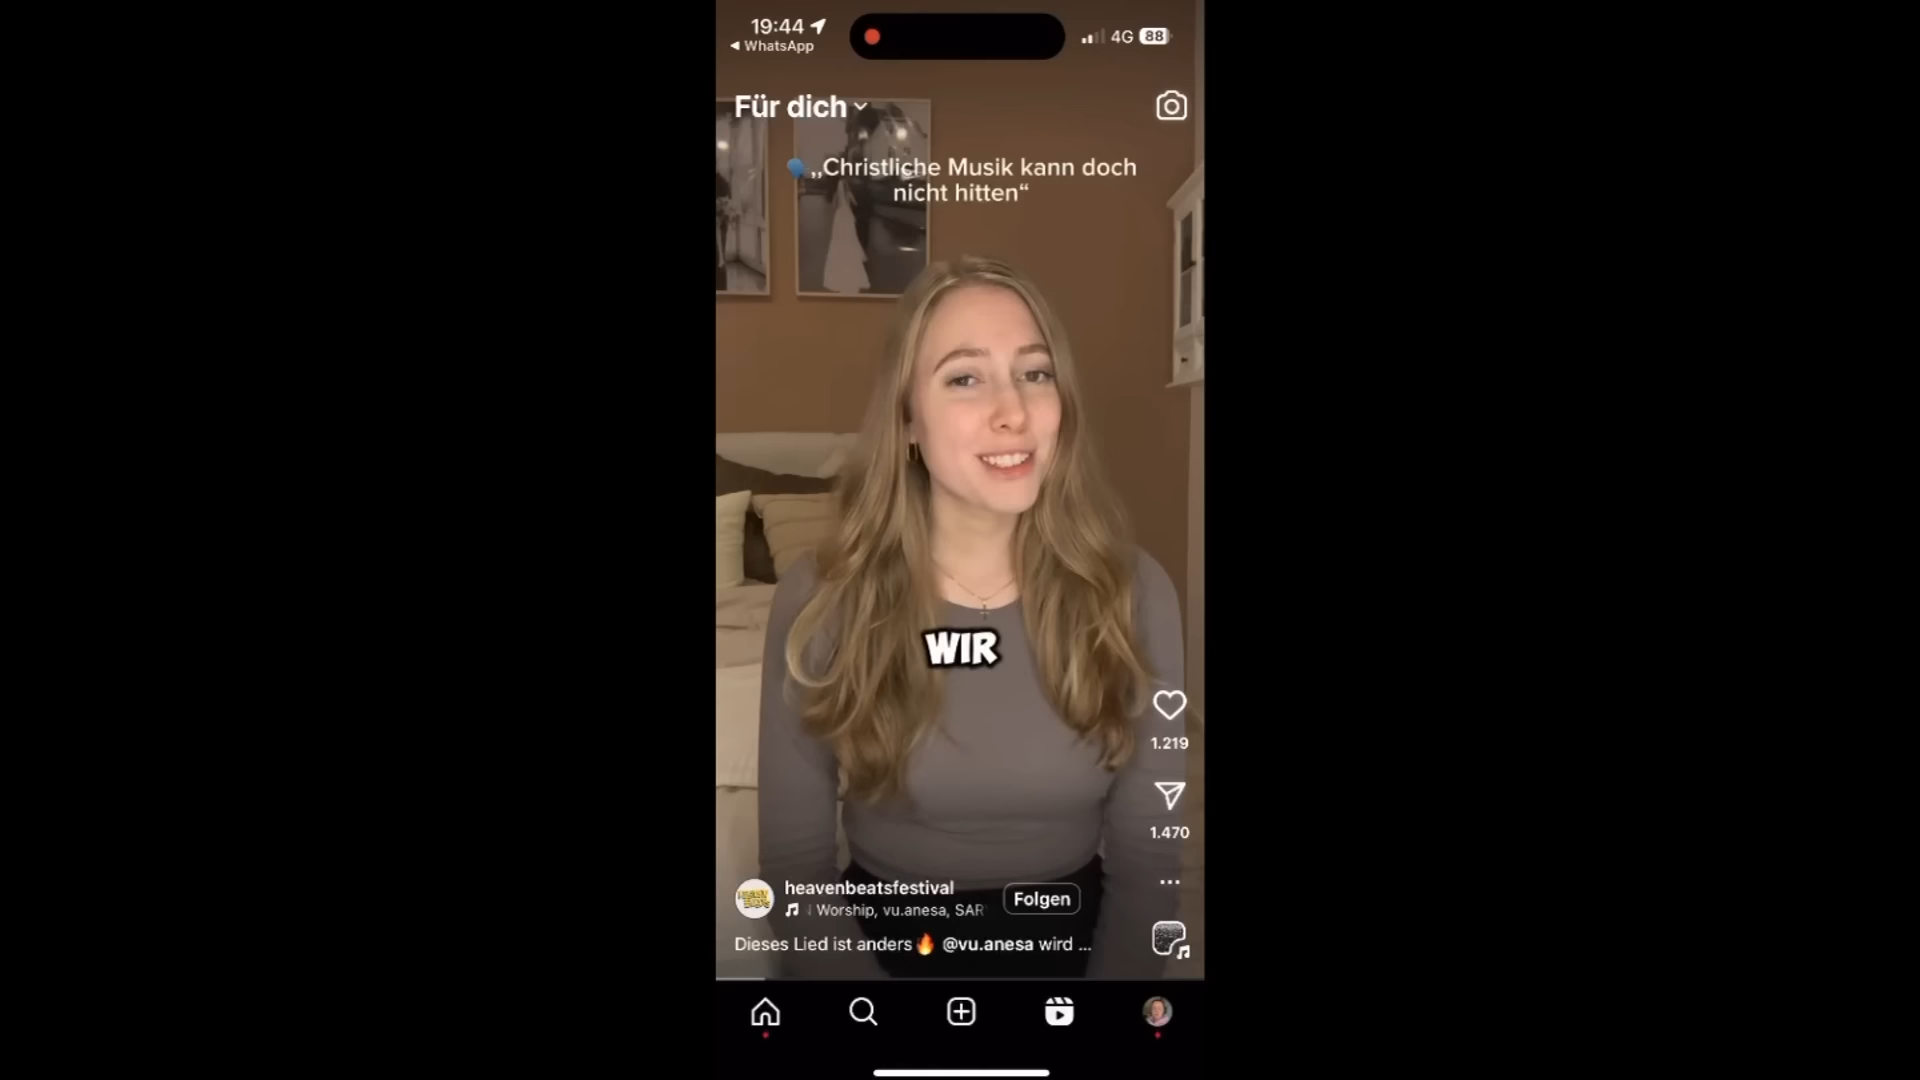 19:44
WhatsApp
4G 88
Für dich
„Christliche Musik kann doch
nicht hitten“
WIR
1.219
1.470
heavenbeatsfestival
Folgen
Worship, vu.anesa, SAR
Dieses Lied ist anders🔥 @vu.anesa wird ...